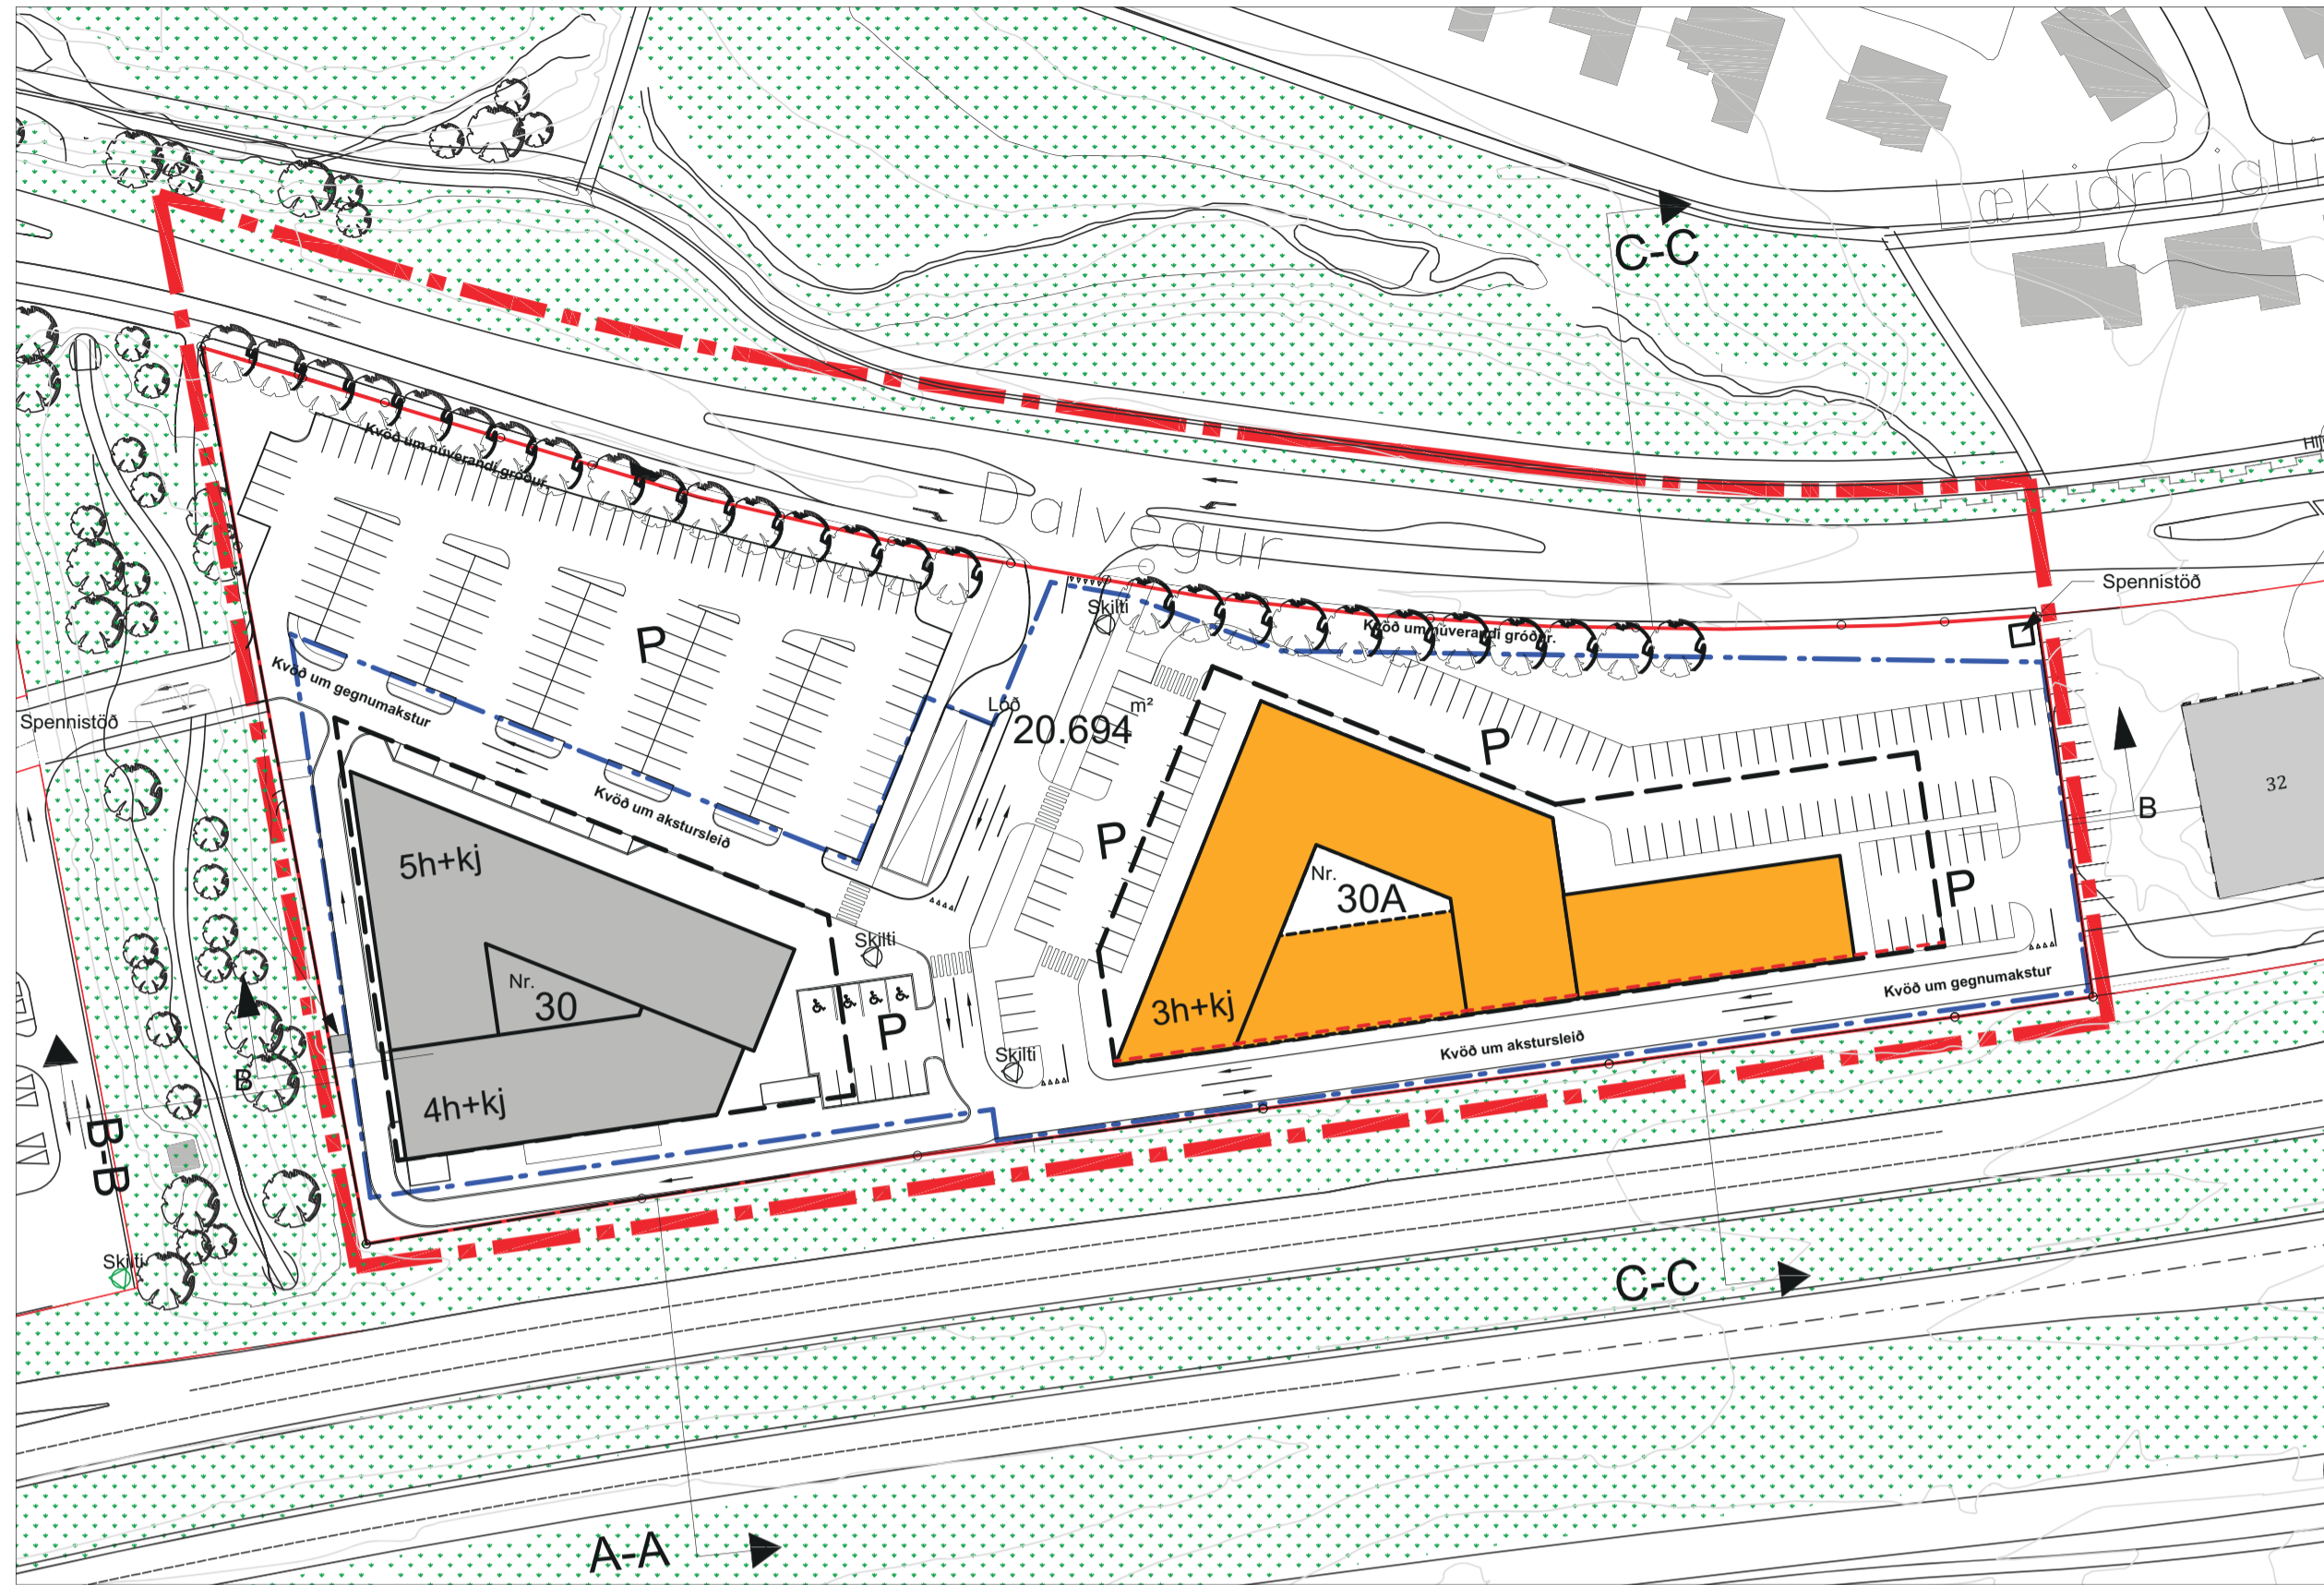 Lækjarhjalli
C-C
Kvöð um núverandi gróður.
Dalvegur
Spennistöð
Skilti
Kvöð um núverandi gróður.
P
Kvöð um gegnumakstur
Spennistöð
Lóð
20.694 m²
P
32
Kvöð um akstursleið
P
B
5h+kj
Nr.
30A
P
Skilti
Nr.
30
Kvöð um gegnumakstur
3h+kj
P
Kvöð um akstursleið
Skilti
B
4h+kj
B-B
Skilti
C-C
A-A